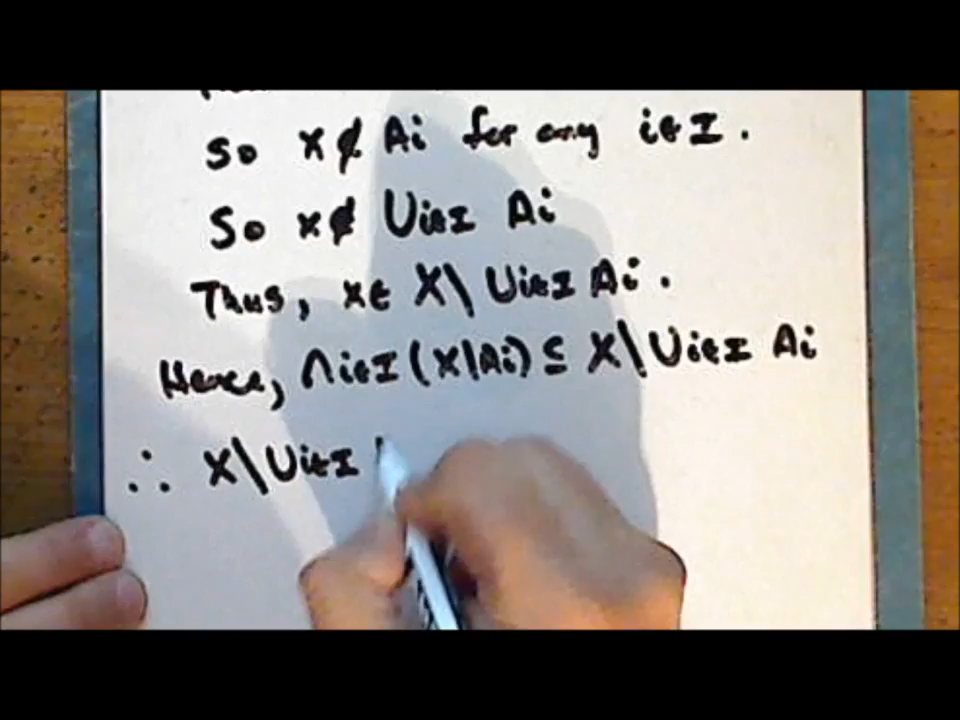 So x ∉ Ai for any i∈I.
So x ∉ ∪i∈I Ai
Thus, x∈ X\ ∪i∈I Ai.
Hence, ∩i∈I (X\Ai) ⊆ X\∪i∈I Ai
∴ X\∪i∈I